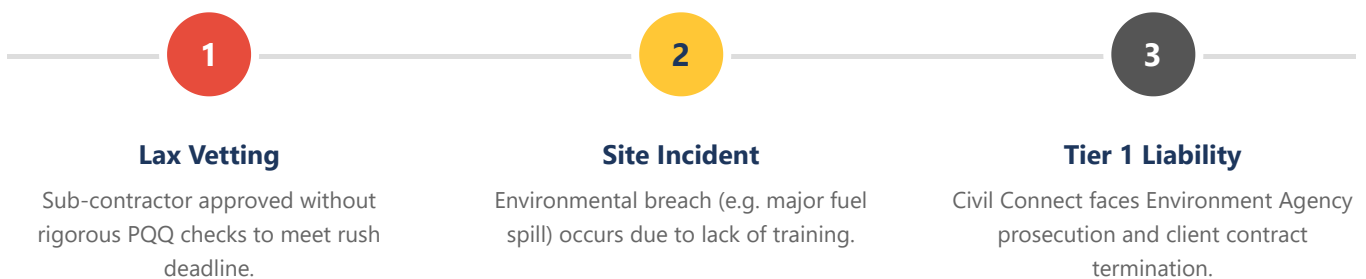 1
2
3
Lax Vetting
Sub-contractor approved without
rigorous PQQ checks to meet rush
deadline.
Site Incident
Environmental breach (e.g. major fuel
spill) occurs due to lack of training.
Tier 1 Liability
Civil Connect faces Environment Agency
prosecution and client contract
termination.